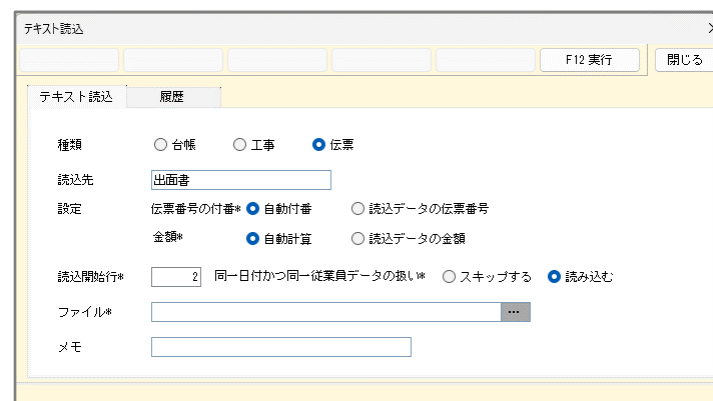 テキスト読込
F12 実行 閉じる
テキスト読込 履歴
種類 台帳 工事 伝票
読込先 出面書
設定 伝票番号の付番* 自動付番 読込データの伝票番号
金額* 自動計算 読込データの金額
読込開始行* 2 同一日付かつ同一従業員データの扱い* スキップする 読み込む
ファイル* ...
メモ